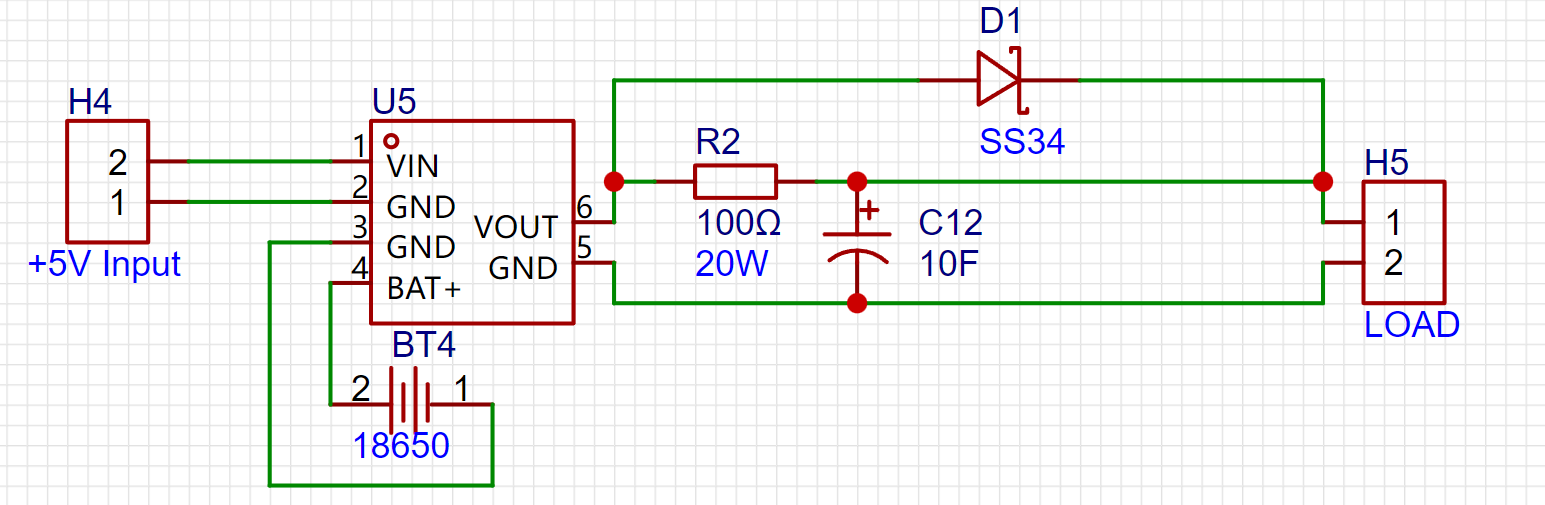 D1
SS34
H4
2
1
+5V Input
U5
1
2
3
4
VIN
GND
GND
BAT+
VOUT
GND
6
5
R2
100Ω
20W
+
C12
10F
H5
1
2
LOAD
BT4
2
1
18650